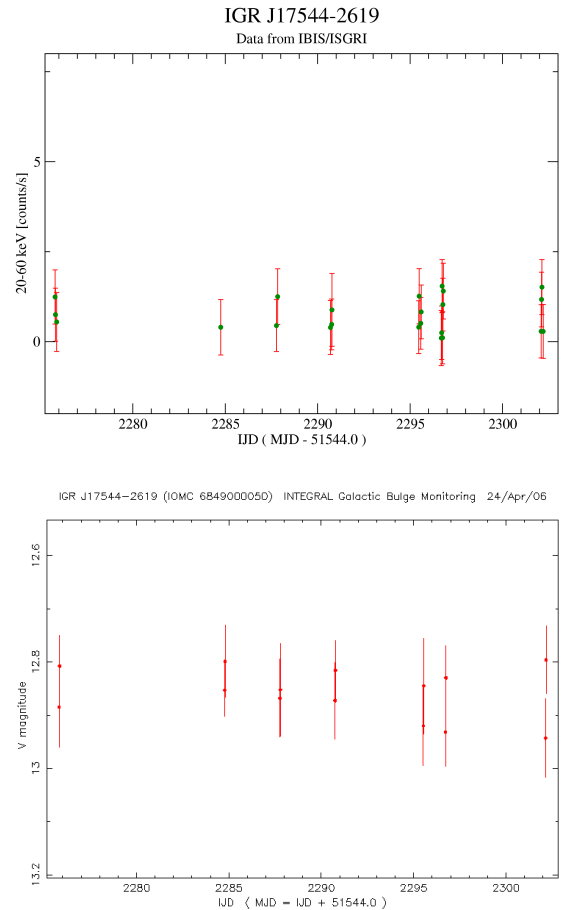 IGR J17544-2619
Data from IBIS/ISGRI
20-60 keV [counts/s]
5
0
2280 2285 2290 2295 2300
IJD ( MJD - 51544.0 )
IGR J17544-2619 (IOMC 6849000050) INTEGRAL Galactic Bulge Monitoring 24/Apr/06
V magnitude
12.6
12.8
13
13.2
2280 2285 2290 2295 2300
IJD ( MJD = IJD + 51544.0 )